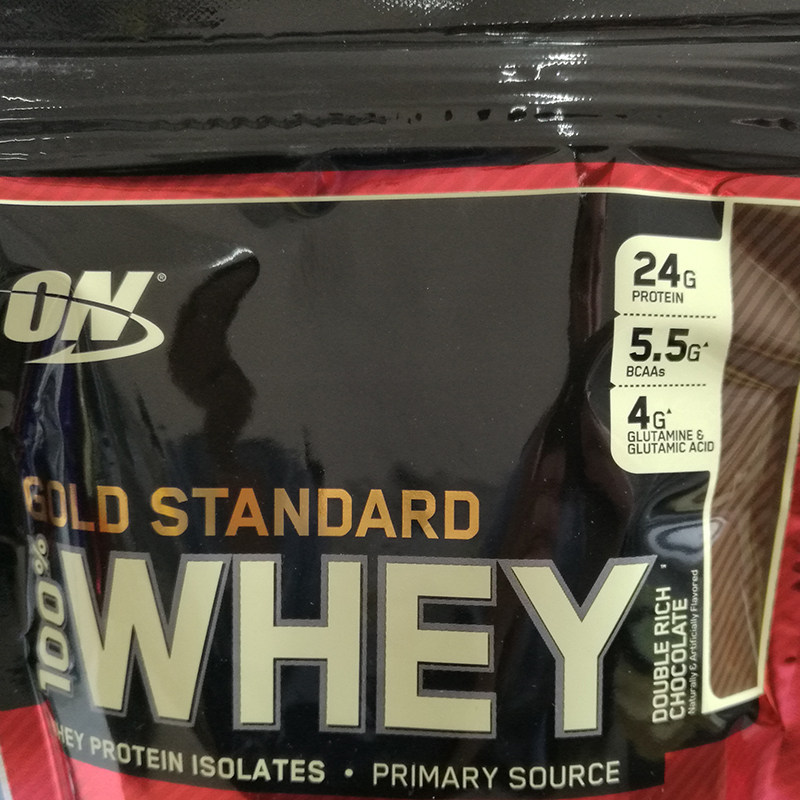 ON®
24G
PROTEIN
5.5G▲
BCAAs
4G▲
GLUTAMINE &
GLUTAMIC ACID
GOLD STANDARD
100%
WHEY
DOUBLE RICH
CHOCOLATE
Naturally & Artificially Flavored
HEY PROTEIN ISOLATES • PRIMARY SOURCE